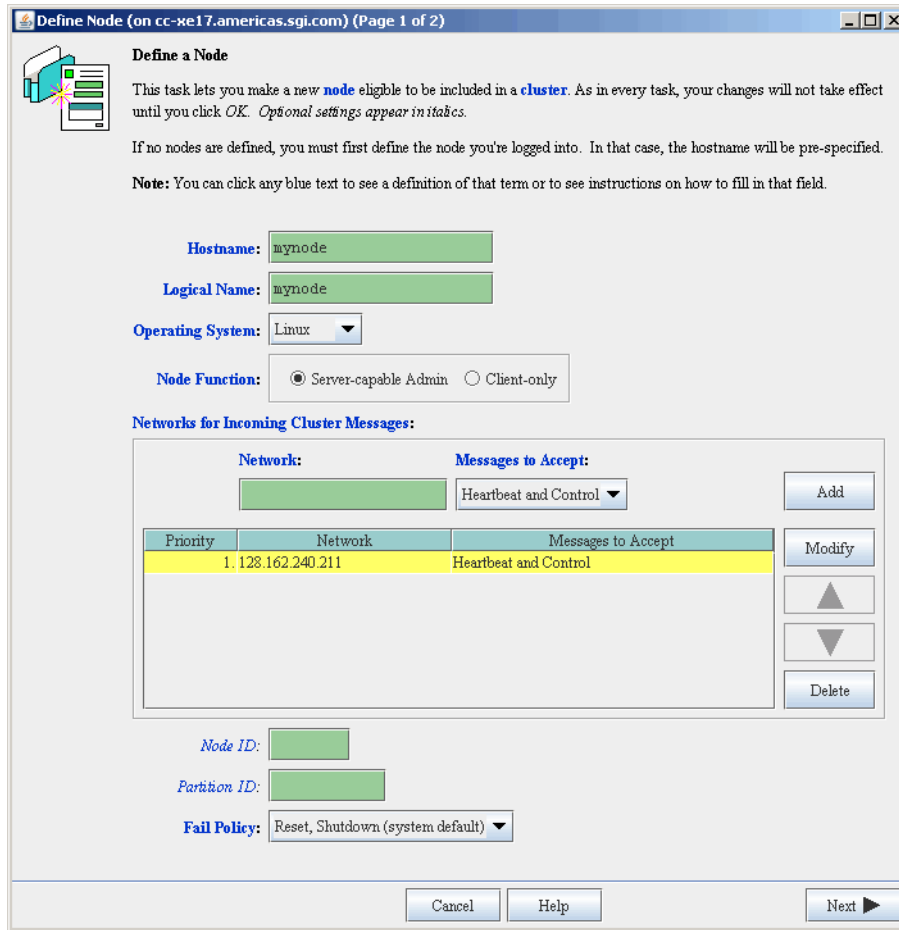 Define Node (on cc-xe17.americas.sgi.com) (Page 1 of 2)
Define a Node
This task lets you make a new node eligible to be included in a cluster. As in every task, your changes will not take effect
until you click OK. Optional settings appear in italics.
If no nodes are defined, you must first define the node you're logged into. In that case, the hostname will be pre-specified.
Note: You can click any blue text to see a definition of that term or to see instructions on how to fill in that field.
Hostname: mynode
Logical Name: mynode
Operating System: Linux
Node Function: Server-capable Admin Client-only
Networks for Incoming Cluster Messages:
Network: Messages to Accept:
Heartbeat and Control Add
Priority Network Messages to Accept
Modify
1. 128.162.240.211 Heartbeat and Control
Delete
Node ID:
Partition ID:
Fail Policy: Reset, Shutdown (system default)
Cancel Help Next